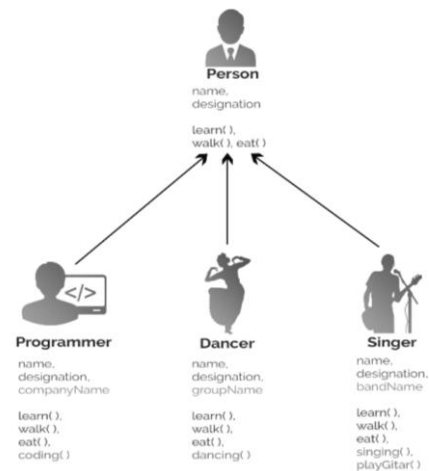 Person
name,
designation
learn( ),
walk( ), eat( )
</>
Programmer
name,
designation,
companyName
learn( ),
walk( ),
eat( ),
coding( )
Dancer
name,
designation,
groupName
learn( ),
walk( ),
eat( ),
dancing( )
Singer
name,
designation,
bandName
learn( ),
walk( ),
eat( ),
singing( ),
playGitar( )